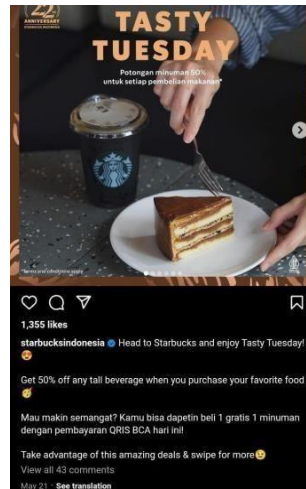 22nd
ANNIVERSARY
TASTY
TUESDAY
Potongan minuman 50%
untuk setiap pembelian makanan*
1,355 likes
starbucksindonesia Head to Starbucks and enjoy Tasty Tuesday! 😍
Get 50% off any tall beverage when you purchase your favorite food
🥳
Mau makin semangat? Kamu bisa dapetin beli 1 gratis 1 minuman
dengan pembayaran QRIS BCA hari ini!
Take advantage of this amazing deals & swipe for more😉
View all 43 comments
May 21 · See translation